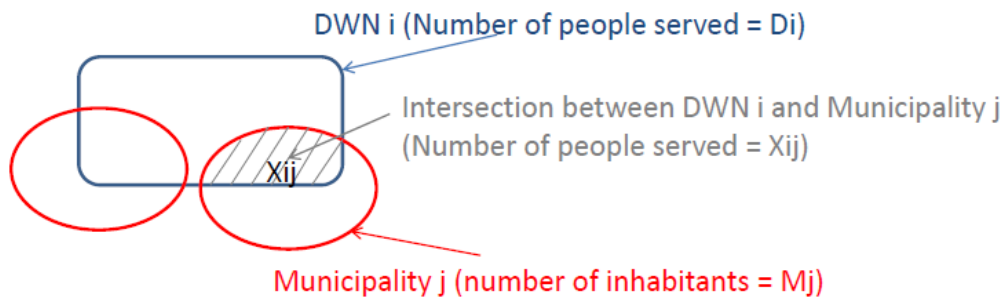 DWN i (Number of people served = Di)
Intersection between DWN i and Municipality j
(Number of people served = Xij)
Xij
Municipality j (number of inhabitants = Mj)